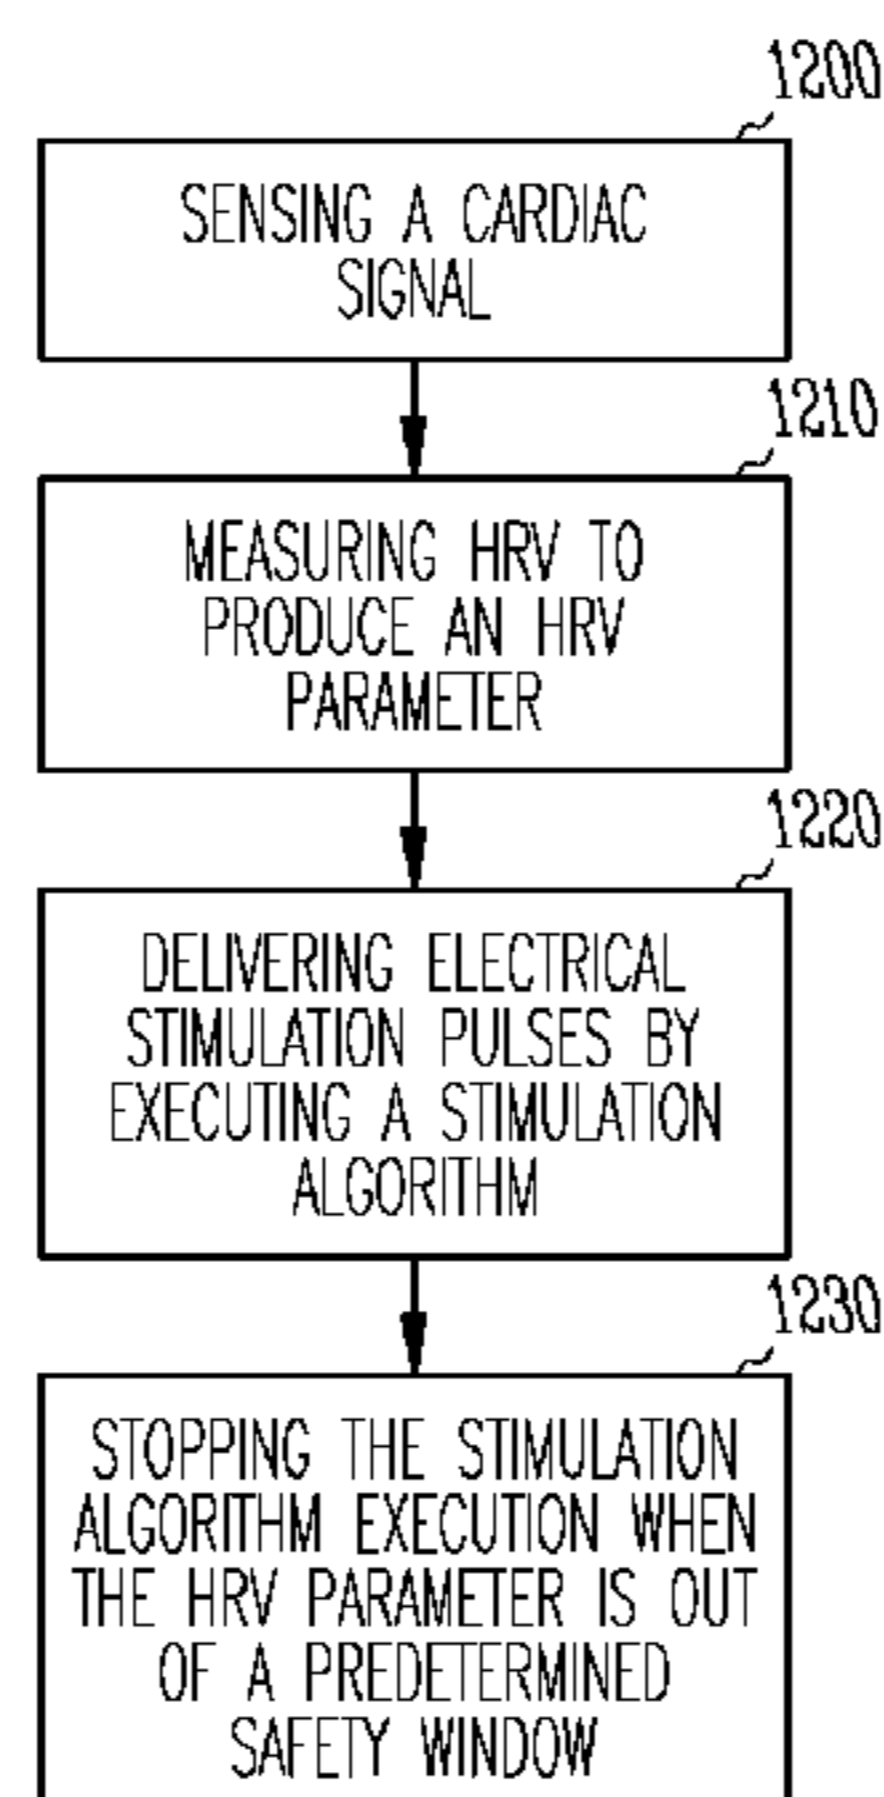 1200
SENSING A CARDIAC
SIGNAL
1210
MEASURING HRV TO
PRODUCE AN HRV
PARAMETER
1220
DELIVERING ELECTRICAL
STIMULATION PULSES BY
EXECUTING A STIMULATION
ALGORITHM
1230
STOPPING THE STIMULATION
ALGORITHM EXECUTION WHEN
THE HRV PARAMETER IS OUT
OF A PREDETERMINED
SAFETY WINDOW